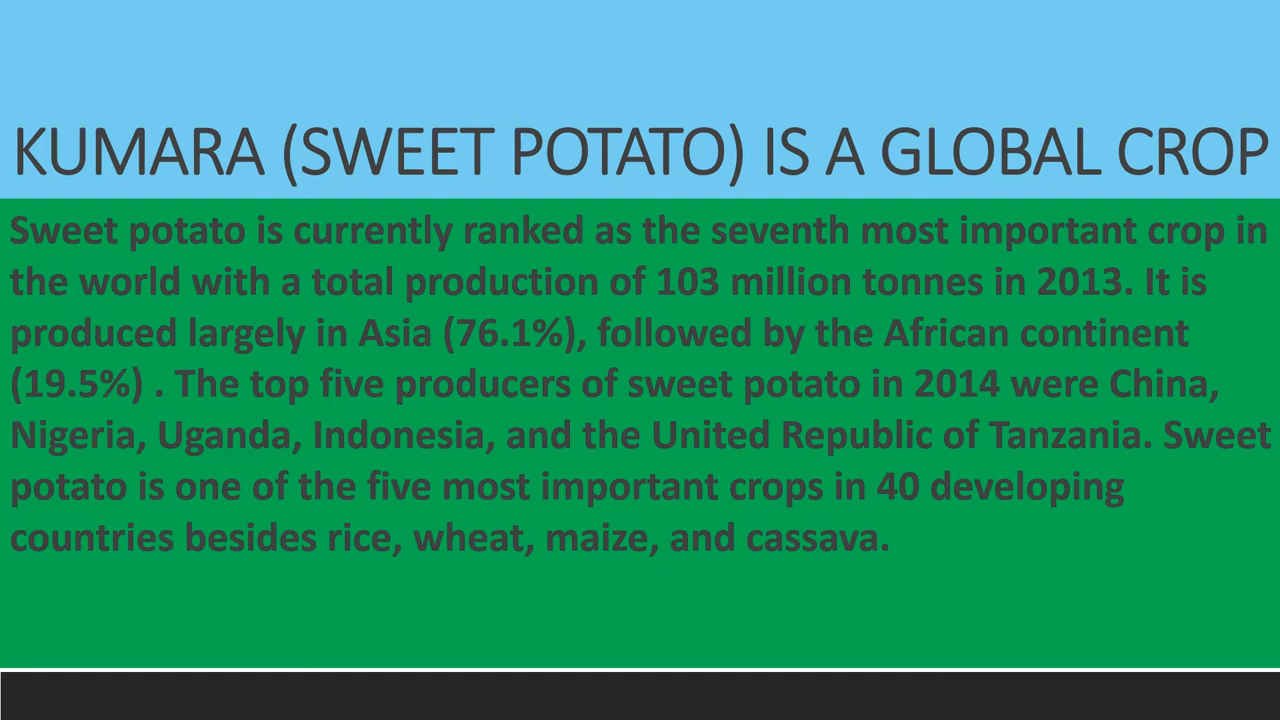 KUMARA (SWEET POTATO) IS A GLOBAL CROP
Sweet potato is currently ranked as the seventh most important crop in
the world with a total production of 103 million tonnes in 2013. It is
produced largely in Asia (76.1%), followed by the African continent
(19.5%) . The top five producers of sweet potato in 2014 were China,
Nigeria, Uganda, Indonesia, and the United Republic of Tanzania. Sweet
potato is one of the five most important crops in 40 developing
countries besides rice, wheat, maize, and cassava.